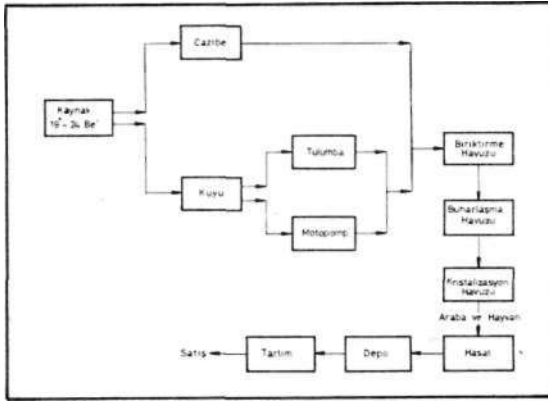 Cazibe
Kaynak
19°- 24 Be'
Tulumba
Biriktirme
Havuzu
Kuyu
Motopomp
Buharlaşma
Havuzu
Kristalizasyon
Havuzu
Araba ve Hayvan
Satış
Tartım
Depo
Hasat